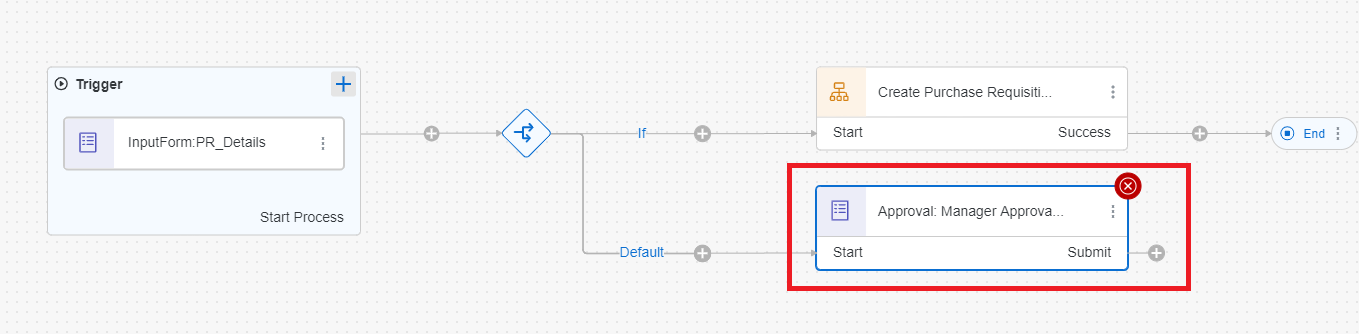 Trigger
InputForm:PR_Details
Start Process
If
Default
Create Purchase Requisiti...
Start Success
End
Approval: Manager Approva...
Start Submit